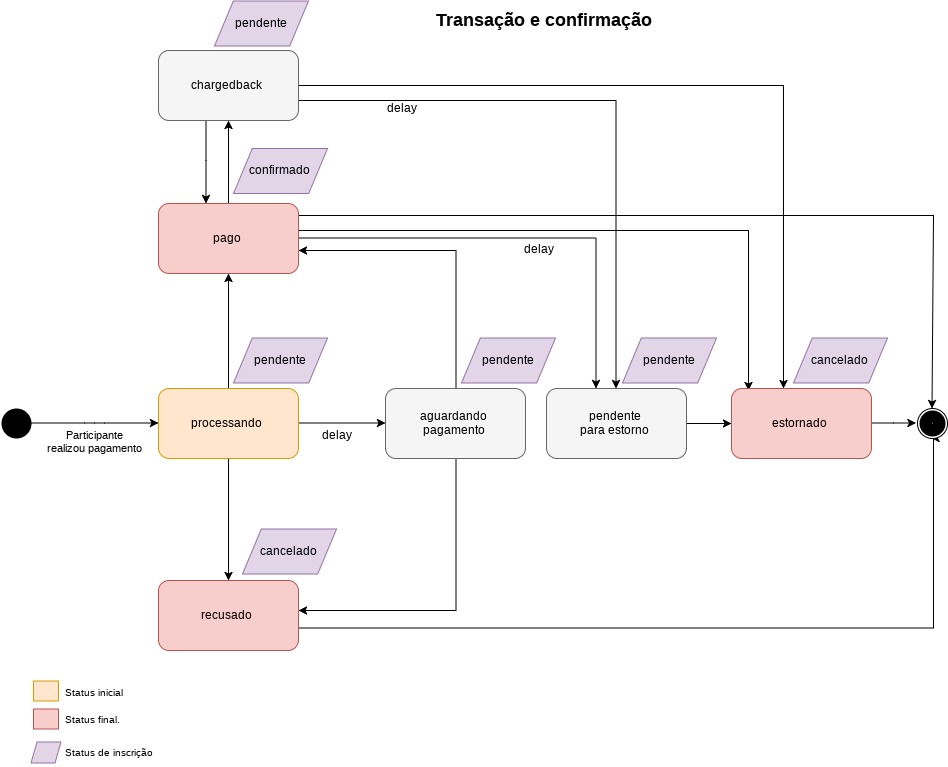 Transação e confirmação
pendente
chargedback
delay
confirmado
pago
delay
pendente
pendente
pendente
cancelado
processando
aguardando
pagamento
pendente
para estorno
estornado
Participante
realizou pagamento
delay
cancelado
recusado
Status inicial
Status final.
Status de inscrição